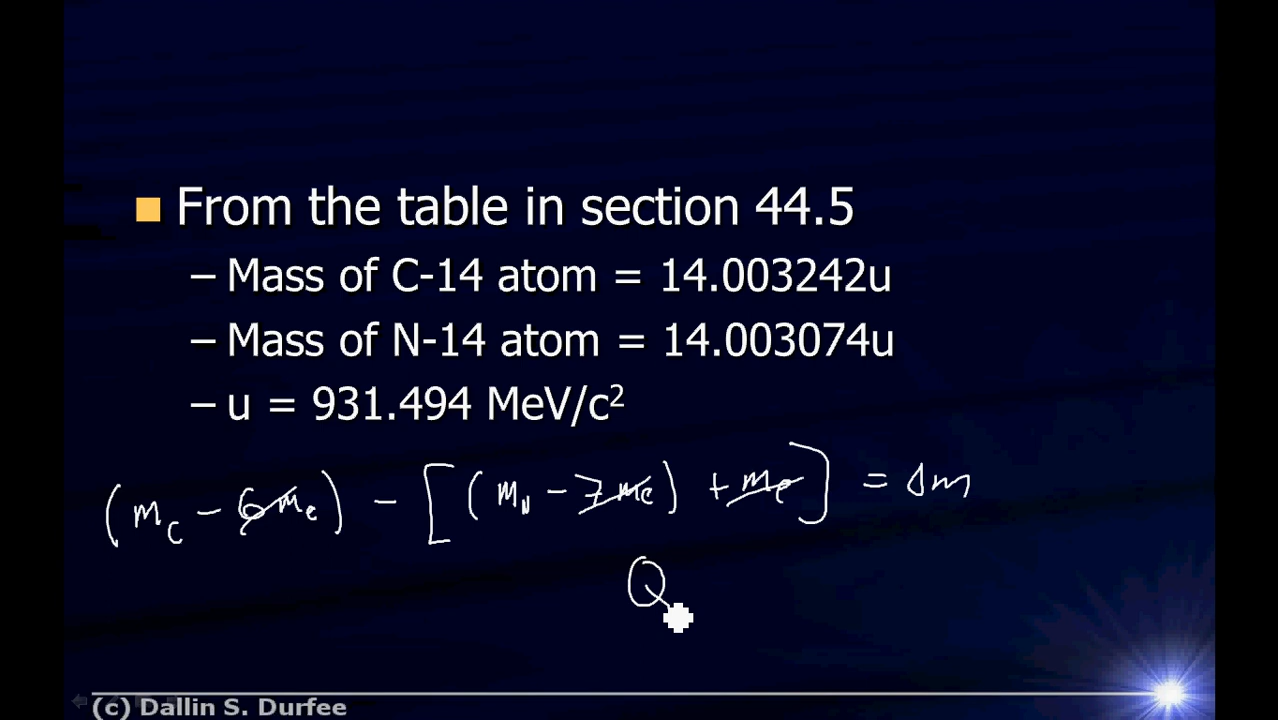 From the table in section 44.5
– Mass of C-14 atom = 14.003242u
– Mass of N-14 atom = 14.003074u
– u = 931.494 MeV/c²
(m_C - 6m_e) - [(m_N - 7m_e) + m_e] = Δm
Q
(c) Dallin S. Durfee